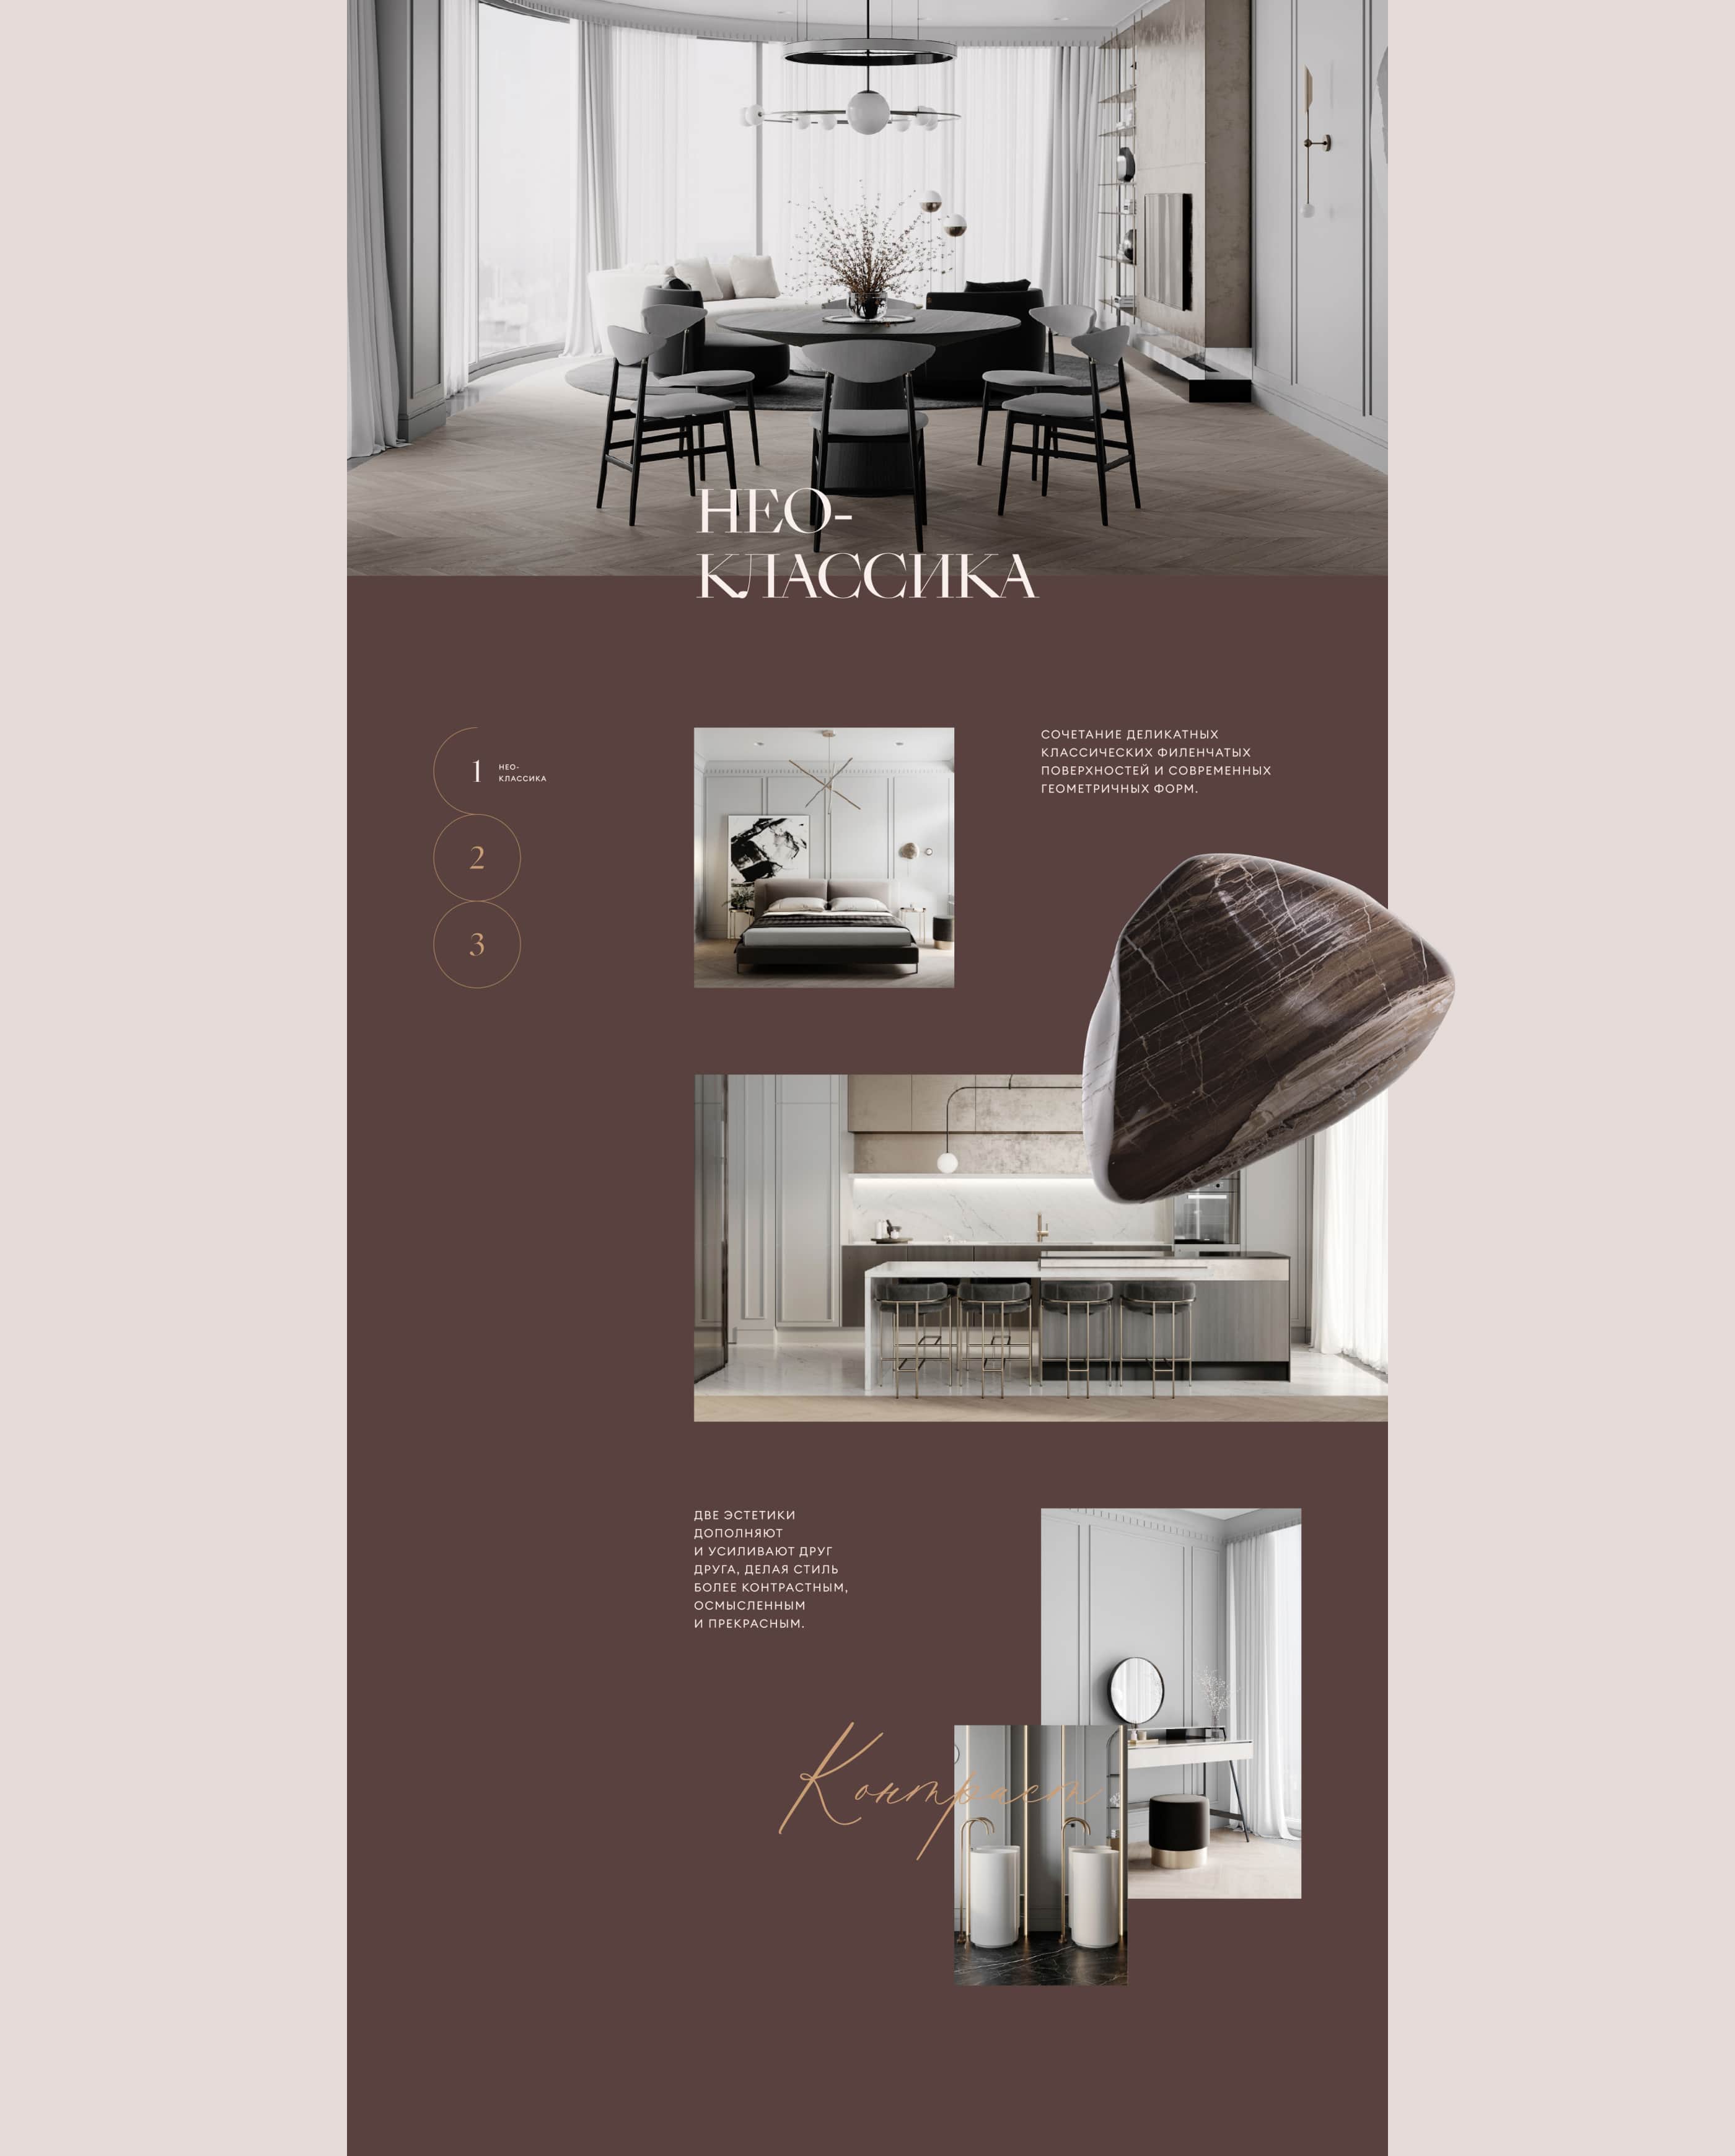 НЕО-
КЛАССИКА
1
НЕО-
КЛАССИКА
2
3
СОЧЕТАНИЕ ДЕЛИКАТНЫХ
КЛАССИЧЕСКИХ ФИЛЕНЧАТЫХ
ПОВЕРХНОСТЕЙ И СОВРЕМЕННЫХ
ГЕОМЕТРИЧНЫХ ФОРМ.
ДВЕ ЭСТЕТИКИ
ДОПОЛНЯЮТ
И УСИЛИВАЮТ ДРУГ
ДРУГА, ДЕЛАЯ СТИЛЬ
БОЛЕЕ КОНТРАСТНЫМ,
ОСМЫСЛЕННЫМ
И ПРЕКРАСНЫМ.
Контраст